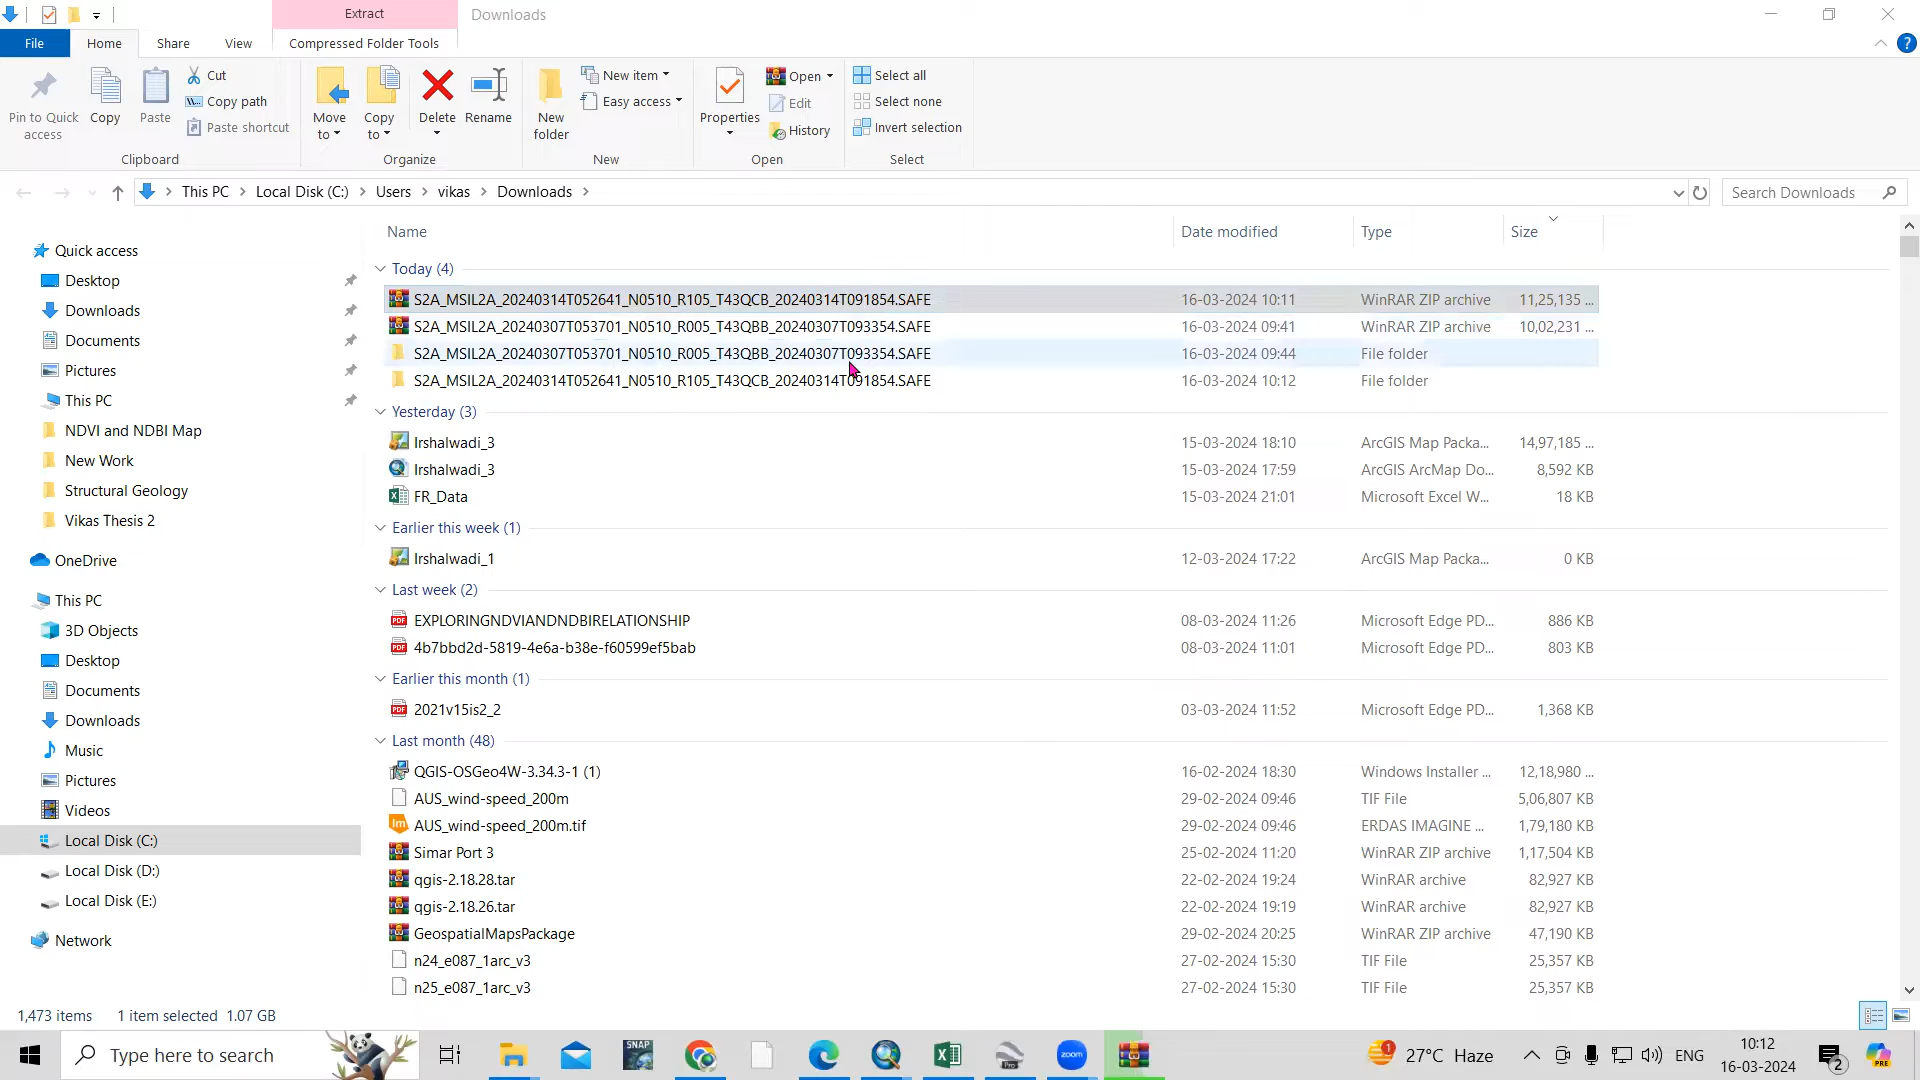 Extract
Downloads
File
Home
Share
View
Compressed Folder Tools
Pin to Quick access
Copy
Paste
Cut
Copy path
Paste shortcut
Clipboard
Move to
Copy to
Delete
Rename
Organize
New folder
New item
Easy access
New
Properties
Open
Edit
History
Open
Select all
Select none
Invert selection
Select
This PC > Local Disk (C:) > Users > vikas > Downloads >
Search Downloads
Quick access
Desktop
Downloads
Documents
Pictures
This PC
NDVI and NDBI Map
New Work
Structural Geology
Vikas Thesis 2
OneDrive
This PC
3D Objects
Desktop
Documents
Downloads
Music
Pictures
Videos
Local Disk (C:)
Local Disk (D:)
Local Disk (E:)
Network
Name Date modified Type Size
Today (4)
S2A_MSIL2A_20240314T052641_N0510_R105_T43QCB_20240314T091854.SAFE 16-03-2024 10:11 WinRAR ZIP archive 11,25,135 ...
S2A_MSIL2A_20240307T053701_N0510_R005_T43QBB_20240307T093354.SAFE 16-03-2024 09:41 WinRAR ZIP archive 10,02,231 ...
S2A_MSIL2A_20240307T053701_N0510_R005_T43QBB_20240307T093354.SAFE 16-03-2024 09:44 File folder
S2A_MSIL2A_20240314T052641_N0510_R105_T43QCB_20240314T091854.SAFE 16-03-2024 10:12 File folder
Yesterday (3)
Irshalwadi_3 15-03-2024 18:10 ArcGIS Map Packa... 14,97,185 ...
Irshalwadi_3 15-03-2024 17:59 ArcGIS ArcMap Do... 8,592 KB
FR_Data 15-03-2024 21:01 Microsoft Excel W... 18 KB
Earlier this week (1)
Irshalwadi_1 12-03-2024 17:22 ArcGIS Map Packa... 0 KB
Last week (2)
EXPLORINGNDVIANDNDBIRELATIONSHIP 08-03-2024 11:26 Microsoft Edge PD... 886 KB
4b7bbd2d-5819-4e6a-b38e-f60599ef5bab 08-03-2024 11:01 Microsoft Edge PD... 803 KB
Earlier this month (1)
2021v15is2_2 03-03-2024 11:52 Microsoft Edge PD... 1,368 KB
Last month (48)
QGIS-OSGeo4W-3.34.3-1 (1) 16-02-2024 18:30 Windows Installer ... 12,18,980 ...
AUS_wind-speed_200m 29-02-2024 09:46 TIF File 5,06,807 KB
AUS_wind-speed_200m.tif 29-02-2024 09:46 ERDAS IMAGINE ... 1,79,180 KB
Simar Port 3 25-02-2024 11:20 WinRAR ZIP archive 1,17,504 KB
qgis-2.18.28.tar 22-02-2024 19:24 WinRAR archive 82,927 KB
qgis-2.18.26.tar 22-02-2024 19:19 WinRAR archive 82,927 KB
GeospatialMapsPackage 29-02-2024 20:25 WinRAR ZIP archive 47,190 KB
n24_e087_1arc_v3 27-02-2024 15:30 TIF File 25,357 KB
n25_e087_1arc_v3 27-02-2024 15:30 TIF File 25,357 KB
1,473 items 1 item selected 1.07 GB
Type here to search
SNAP
Pro
zoom
1
27°C Haze
ENG
10:12
16-03-2024
2
PRE